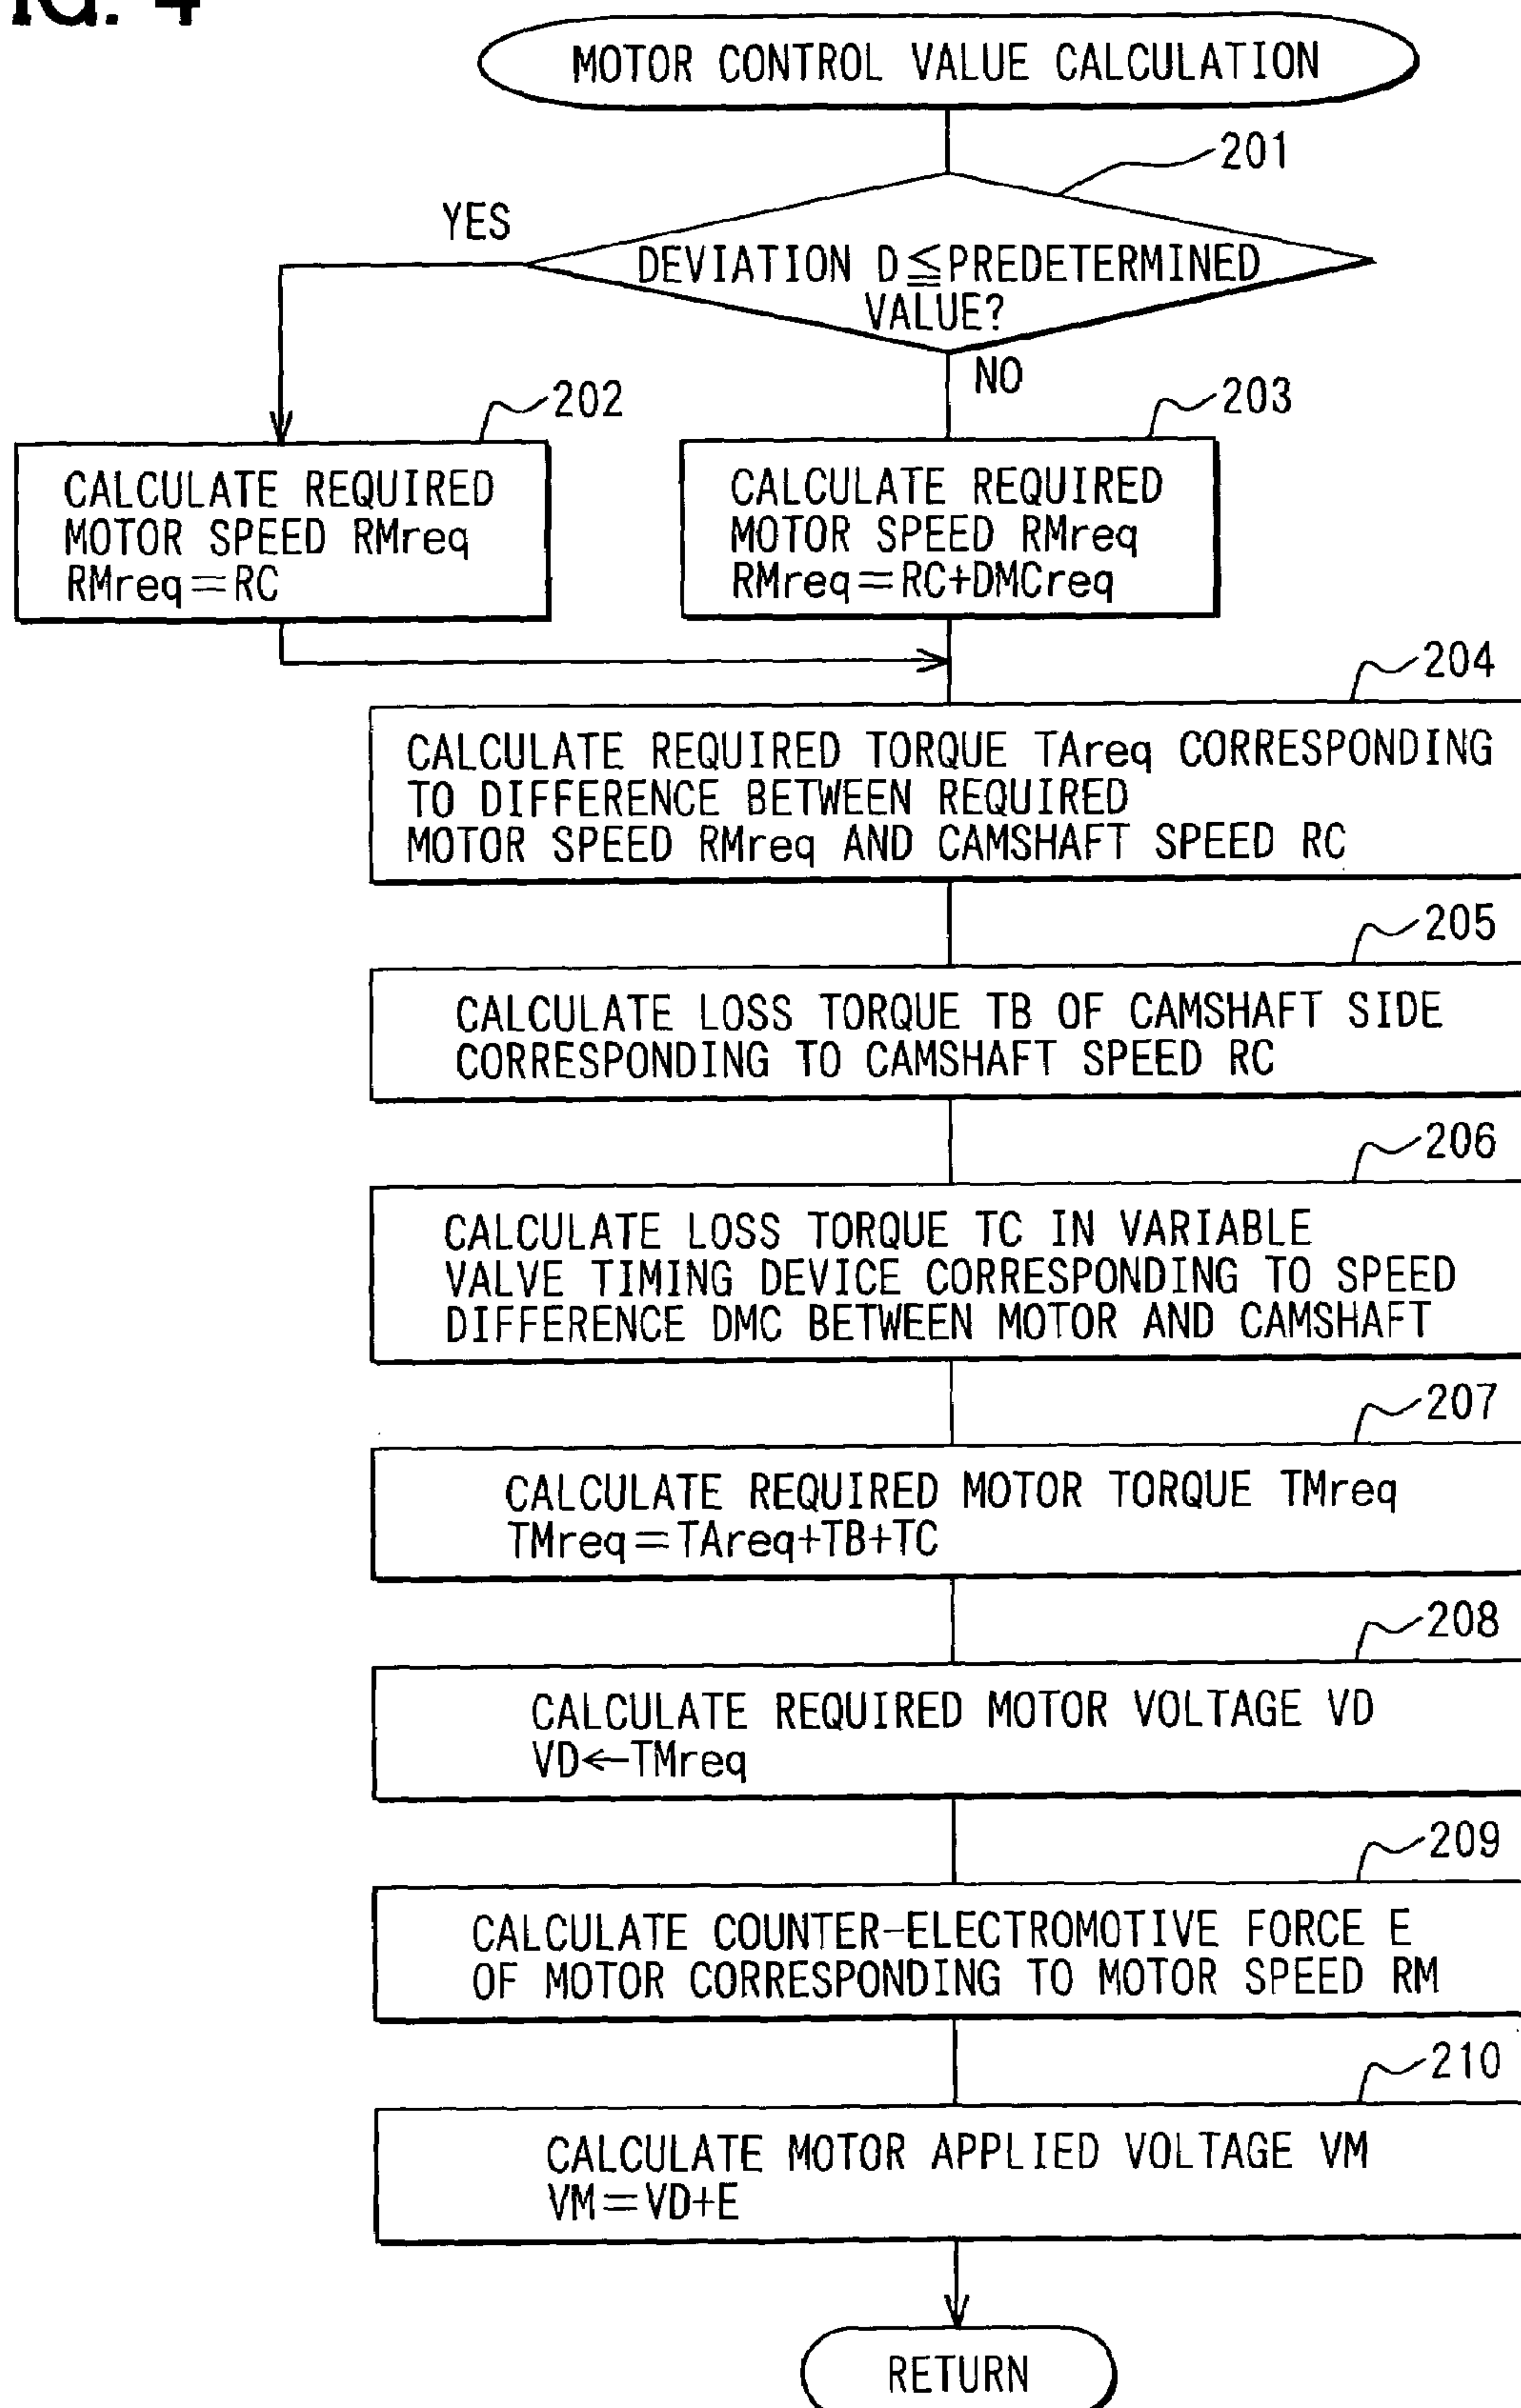 FIG. 4
MOTOR CONTROL VALUE CALCULATION
201
YES
DEVIATION D≦PREDETERMINED
VALUE?
NO
202
203
CALCULATE REQUIRED
MOTOR SPEED RMreq
RMreq=RC
CALCULATE REQUIRED
MOTOR SPEED RMreq
RMreq=RC+DMCreq
204
CALCULATE REQUIRED TORQUE TAreq CORRESPONDING
TO DIFFERENCE BETWEEN REQUIRED
MOTOR SPEED RMreq AND CAMSHAFT SPEED RC
205
CALCULATE LOSS TORQUE TB OF CAMSHAFT SIDE
CORRESPONDING TO CAMSHAFT SPEED RC
206
CALCULATE LOSS TORQUE TC IN VARIABLE
VALVE TIMING DEVICE CORRESPONDING TO SPEED
DIFFERENCE DMC BETWEEN MOTOR AND CAMSHAFT
207
CALCULATE REQUIRED MOTOR TORQUE TMreq
TMreq=TAreq+TB+TC
208
CALCULATE REQUIRED MOTOR VOLTAGE VD
VD←TMreq
209
CALCULATE COUNTER-ELECTROMOTIVE FORCE E
OF MOTOR CORRESPONDING TO MOTOR SPEED RM
210
CALCULATE MOTOR APPLIED VOLTAGE VM
VM=VD+E
RETURN